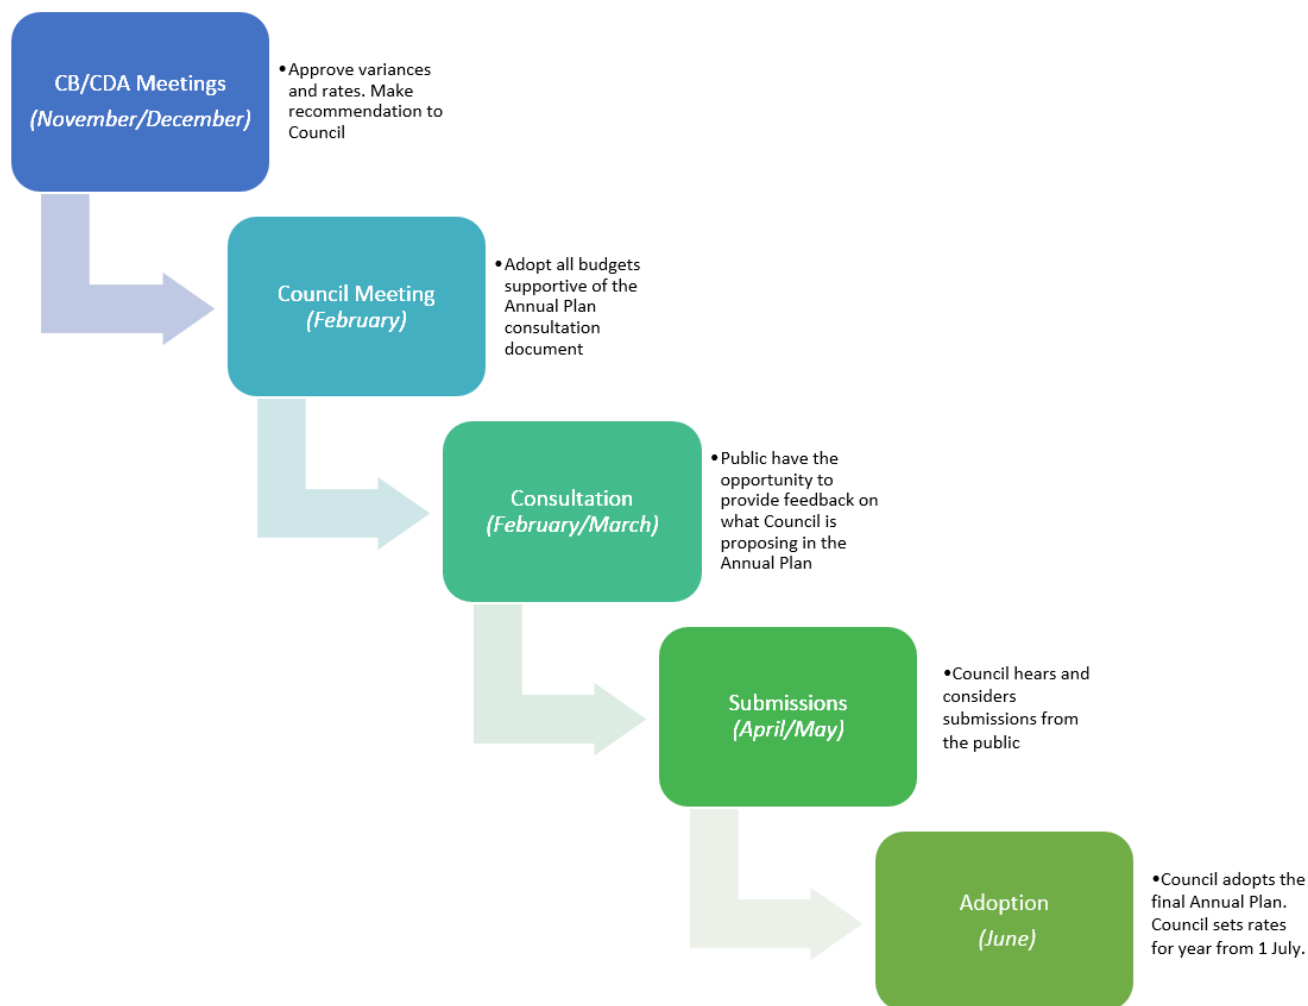 CB/CDA Meetings
(November/December)
•Approve variances
and rates. Make
recommendation to
Council
Council Meeting
(February)
•Adopt all budgets
supportive of the
Annual Plan
consultation
document
Consultation
(February/March)
•Public have the
opportunity to
provide feedback on
what Council is
proposing in the
Annual Plan
Submissions
(April/May)
•Council hears and
considers
submissions from
the public
Adoption
(June)
•Council adopts the
final Annual Plan.
Council sets rates
for year from 1 July.